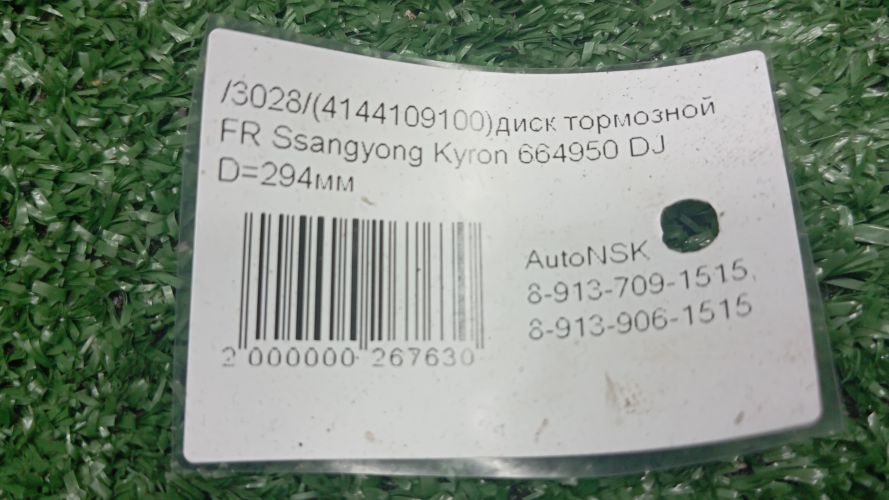 /3028/(4144109100)диск тормозной
FR Ssangyong Kyron 664950 DJ
D=294мм
AutoNSK
8-913-709-1515,
8-913-906-1515
2 000000 267630